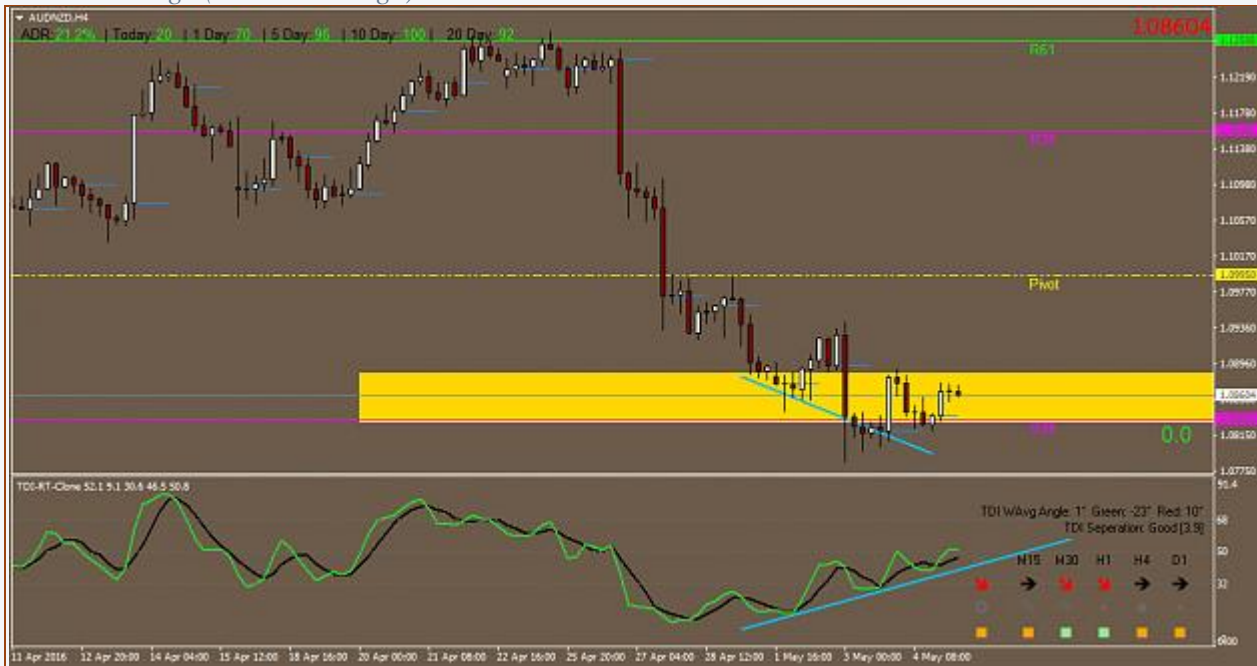 AUDNZD,H4
1.08604
ADR:21.2% | Today:20 | 1 Day:70 | 5 Day:96 | 10 Day:100 | 20 Day:92
R61
1.12190
1.11780
1.11380
1.10980
1.10570
1.10170
1.09950
Pivot
1.09770
1.09360
1.08960
1.08604
0.0
1.08150
1.07750
TDI-RT-Clone 52.1 9.1 30.6 46.5 50.8
91.4
TDI WAvg Angle: 1° Green: -23° Red: 10°
68
TDI Seperation: Good [3.9]
50
M15 M30 H1 H4 D1
32
11 Apr 2016 12 Apr 20:00 14 Apr 04:00 15 Apr 12:00 18 Apr 16:00 20 Apr 00:00 21 Apr 08:00 22 Apr 16:00 25 Apr 20:00 27 Apr 04:00 28 Apr 12:00 1 May 16:00 3 May 00:00 4 May 08:00